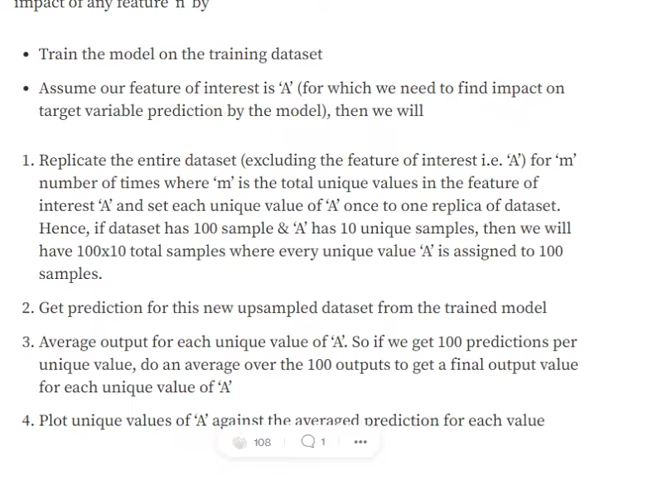 impact of any feature 'n' by
• Train the model on the training dataset
• Assume our feature of interest is ‘A’ (for which we need to find impact on
target variable prediction by the model), then we will
1. Replicate the entire dataset (excluding the feature of interest i.e. ‘A’) for ‘m’
number of times where ‘m’ is the total unique values in the feature of
interest ‘A’ and set each unique value of ‘A’ once to one replica of dataset.
Hence, if dataset has 100 sample & ‘A’ has 10 unique samples, then we will
have 100x10 total samples where every unique value ‘A’ is assigned to 100
samples.
2. Get prediction for this new upsampled dataset from the trained model
3. Average output for each unique value of ‘A’. So if we get 100 predictions per
unique value, do an average over the 100 outputs to get a final output value
for each unique value of ‘A’
4. Plot unique values of ‘A’ against the averaged prediction for each value
108 1